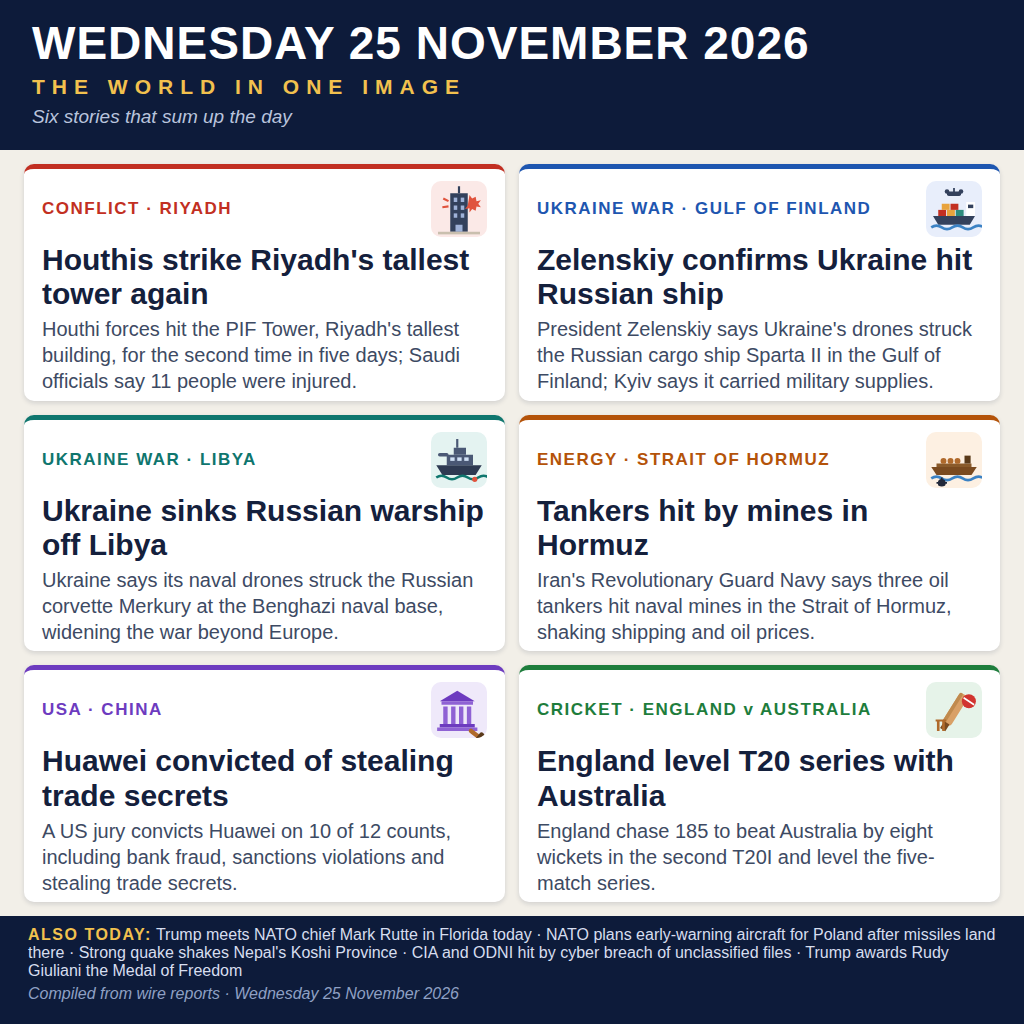 WEDNESDAY 25 NOVEMBER 2026
THE WORLD IN ONE IMAGE
Six stories that sum up the day
CONFLICT · RIYADH
Houthis strike Riyadh's tallest
tower again
Houthi forces hit the PIF Tower, Riyadh's tallest
building, for the second time in five days; Saudi
officials say 11 people were injured.
UKRAINE WAR · GULF OF FINLAND
Zelenskiy confirms Ukraine hit
Russian ship
President Zelenskiy says Ukraine's drones struck
the Russian cargo ship Sparta II in the Gulf of
Finland; Kyiv says it carried military supplies.
UKRAINE WAR · LIBYA
Ukraine sinks Russian warship
off Libya
Ukraine says its naval drones struck the Russian
corvette Merkury at the Benghazi naval base,
widening the war beyond Europe.
ENERGY · STRAIT OF HORMUZ
Tankers hit by mines in
Hormuz
Iran's Revolutionary Guard Navy says three oil
tankers hit naval mines in the Strait of Hormuz,
shaking shipping and oil prices.
USA · CHINA
Huawei convicted of stealing
trade secrets
A US jury convicts Huawei on 10 of 12 counts,
including bank fraud, sanctions violations and
stealing trade secrets.
CRICKET · ENGLAND v AUSTRALIA
England level T20 series with
Australia
England chase 185 to beat Australia by eight
wickets in the second T20I and level the five-
match series.
ALSO TODAY: Trump meets NATO chief Mark Rutte in Florida today · NATO plans early-warning aircraft for Poland after missiles land
there · Strong quake shakes Nepal's Koshi Province · CIA and ODNI hit by cyber breach of unclassified files · Trump awards Rudy
Giuliani the Medal of Freedom
Compiled from wire reports · Wednesday 25 November 2026